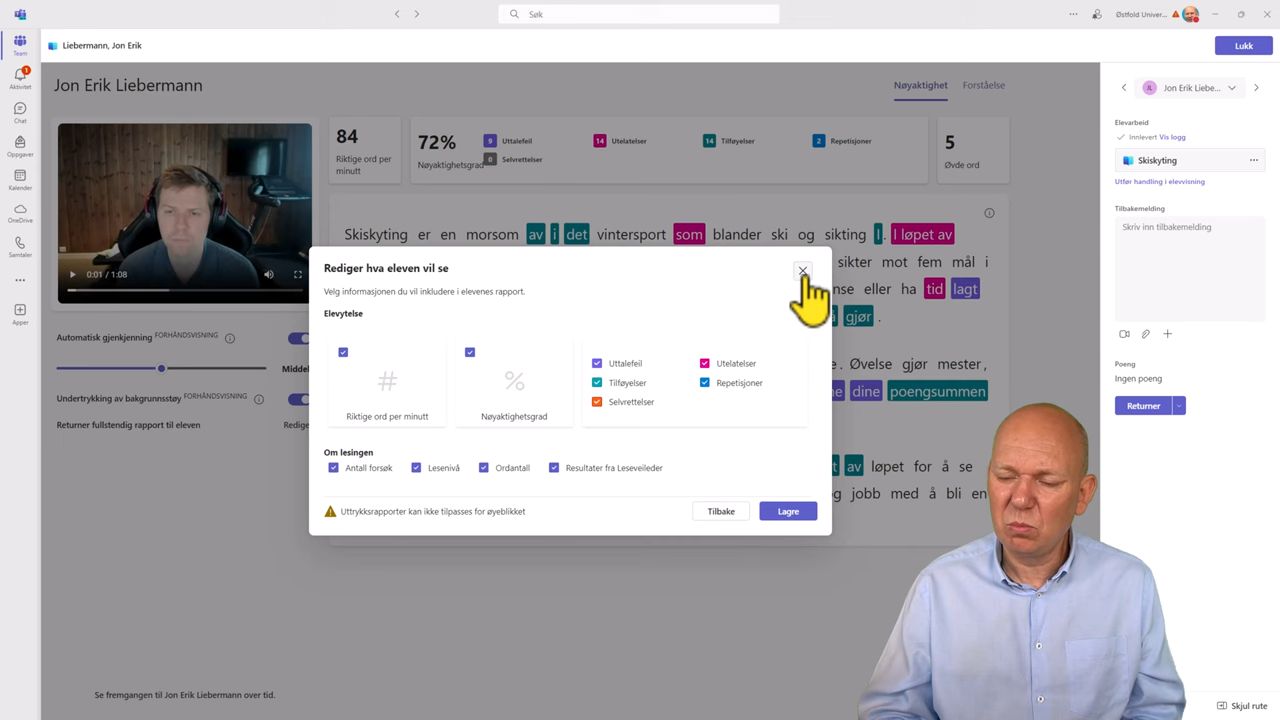 Søk
Østfold Univer...
Team
Aktivitet
1
Chat
Oppgaver
Kalender
OneDrive
Samtaler
Apper
Liebermann, Jon Erik
Lukk
Jon Erik Liebermann
Nøyaktighet
Forståelse
0:01 / 1:08
84
Riktige ord per
minutt
72%
Nøyaktighetsgrad
9 Uttalefeil
14 Utelatelser
14 Tilføyelser
2 Repetisjoner
0 Selvrettelser
5
Øvde ord
Skiskyting er en morsom av i det vintersport som blander ski og sikting I. I løpet av
sikter mot fem mål i
nse eller ha tid lagt
gjør.
. Øvelse gjør mester,
dine poengsummen
av løpet for å se
og jobb med å bli en
Automatisk gjenkjenning FORHÅNDSVISNING
Middel
Undertrykking av bakgrunnsstøy FORHÅNDSVISNING
Returner fullstendig rapport til eleven
Redige
Se fremgangen til Jon Erik Liebermann over tid.
Rediger hva eleven vil se
Velg informasjonen du vil inkludere i elevenes rapport.
Elevytelse
#
Riktige ord per minutt
%
Nøyaktighetsgrad
Uttalefeil
Utelatelser
Tilføyelser
Repetisjoner
Selvrettelser
Om lesingen
Antall forsøk
Lesenivå
Ordantall
Resultater fra Leseveileder
Uttrykksrapporter kan ikke tilpasses for øyeblikket
Tilbake
Lagre
JL
Jon Erik Liebe...
Elevarbeid
Innlevert Vis logg
Skiskyting
Utfør handling i elevvisning
Tilbakemelding
Skriv inn tilbakemelding
Poeng
Ingen poeng
Returner
Skjul rute